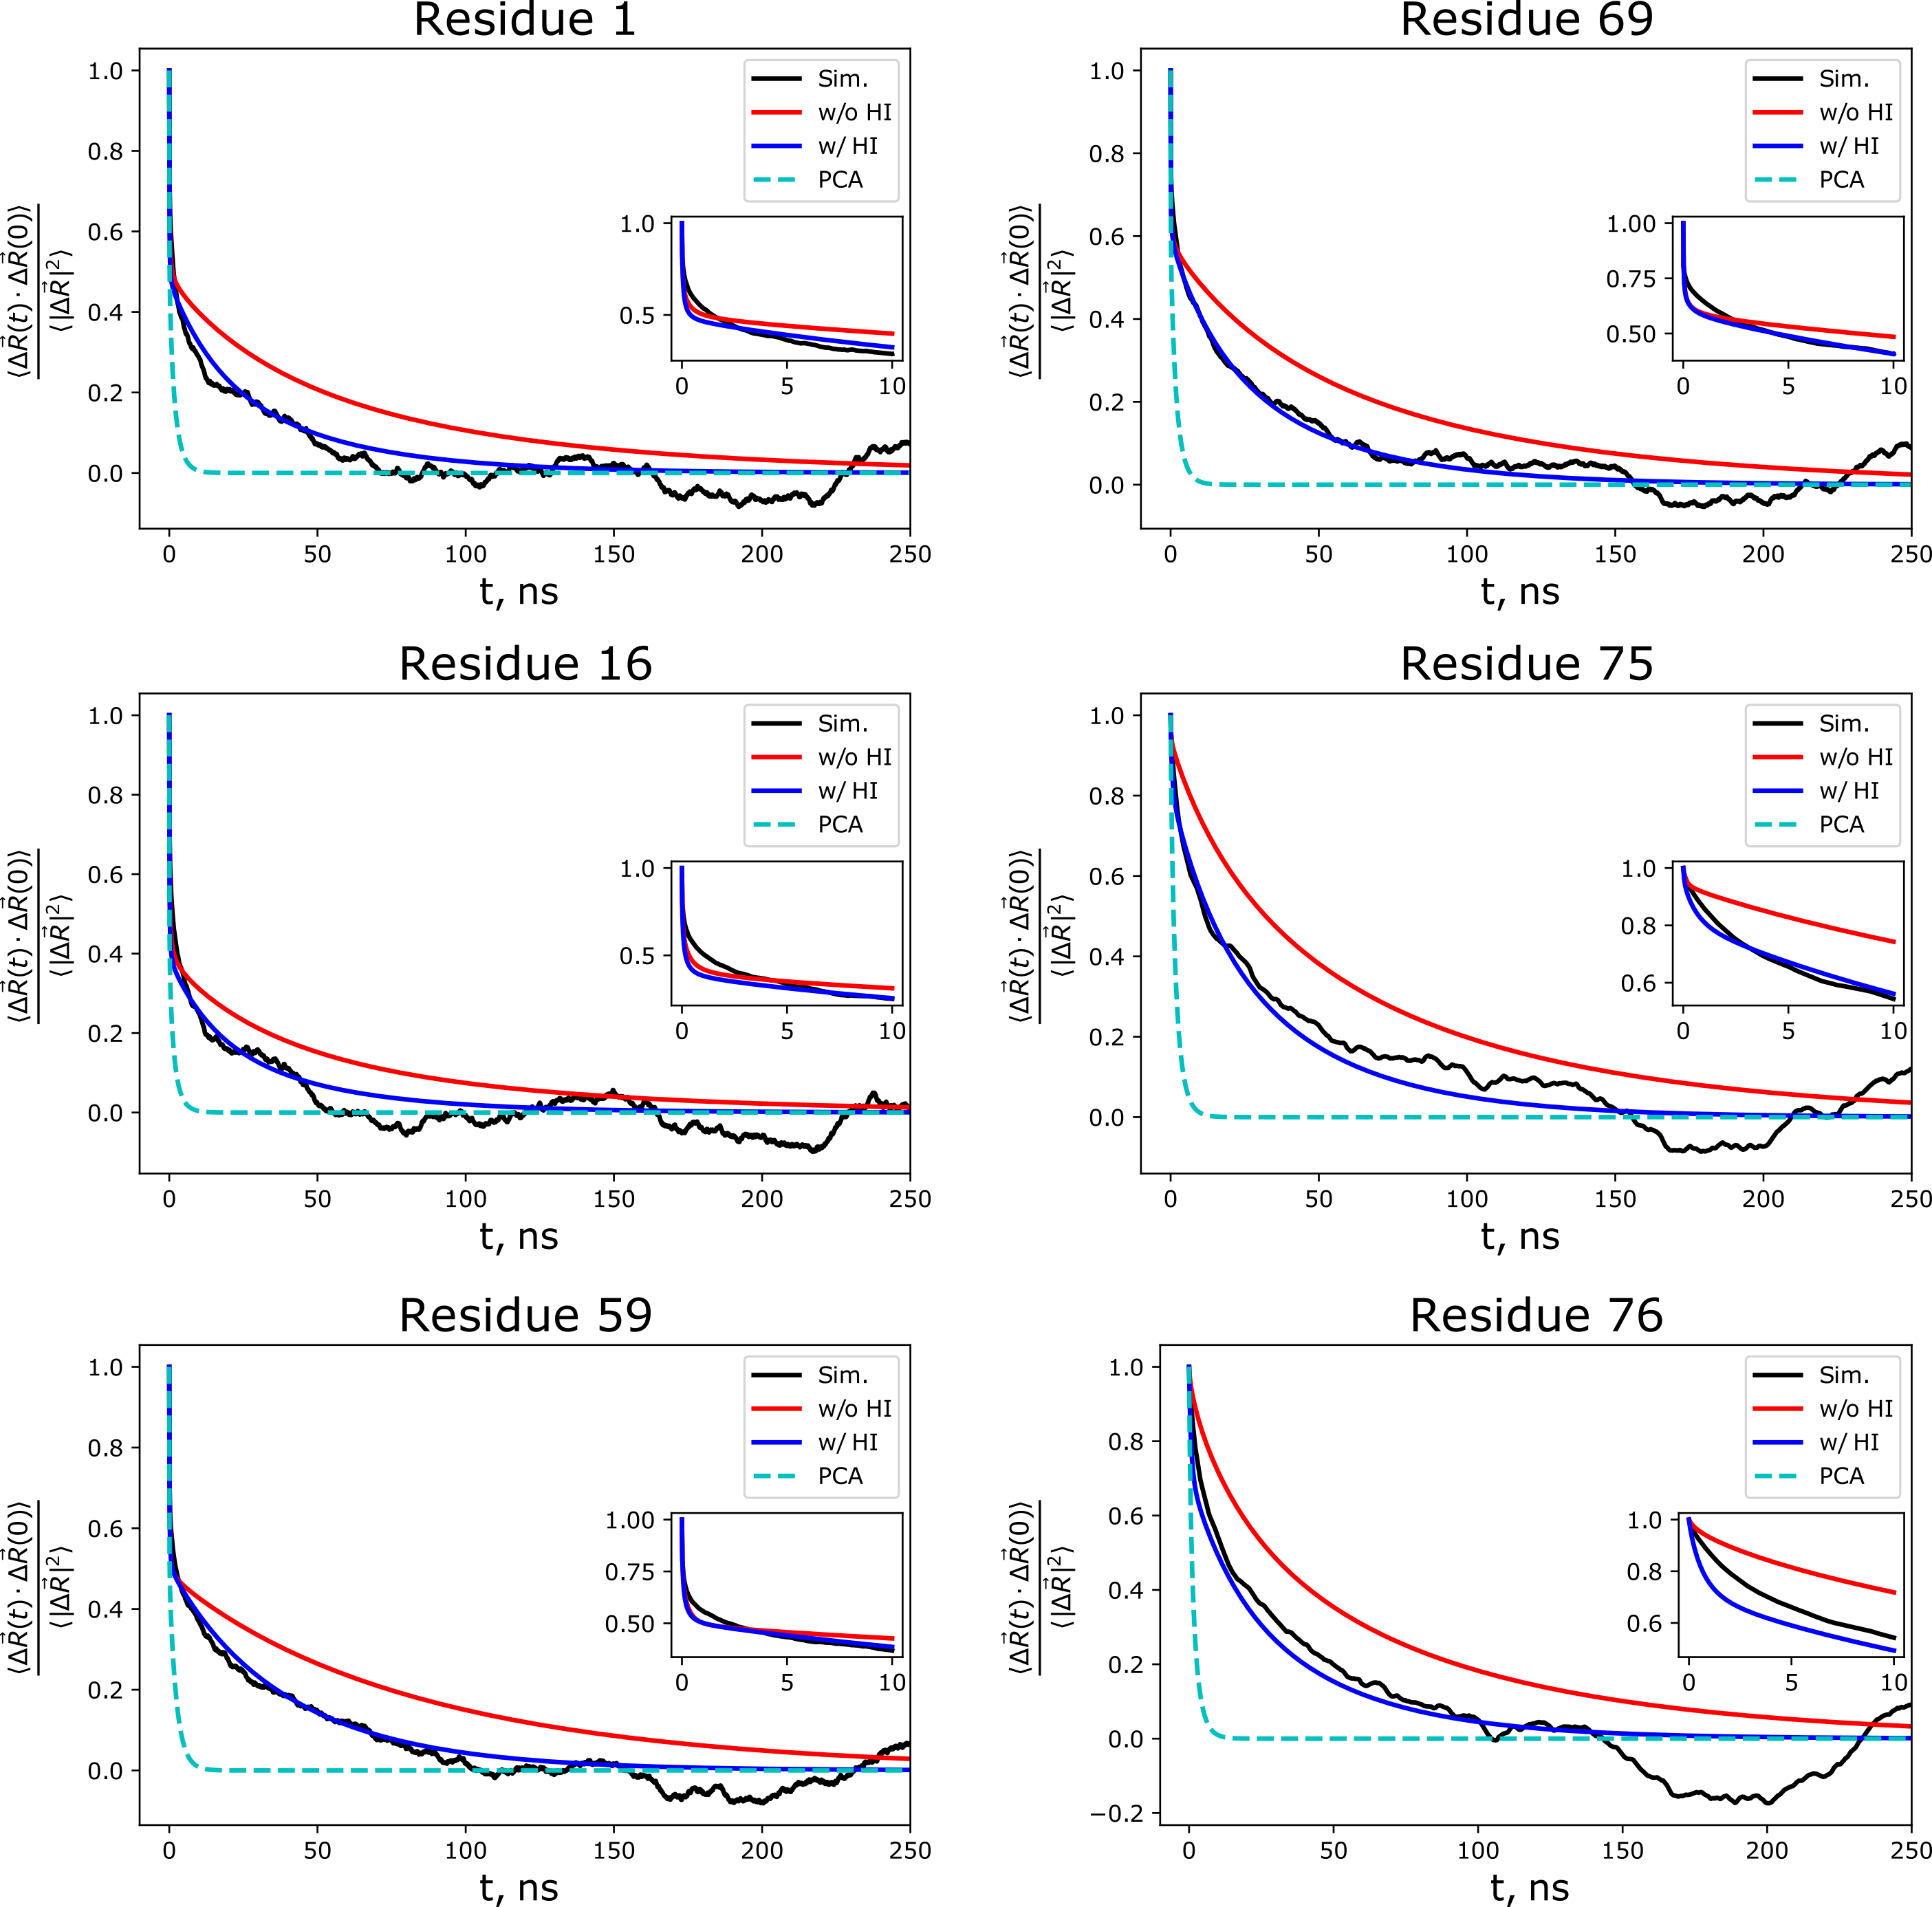 Residue 1
1.0
0.8
0.6
0.4
0.2
0.0
⟨ΔR⃗(t) · ΔR⃗(0)⟩
⟨|ΔR⃗|²⟩
Sim.
w/o HI
w/ HI
PCA
1.0
0.5
0 5 10
0 50 100 150 200 250
t, ns
Residue 69
1.0
0.8
0.6
0.4
0.2
0.0
⟨ΔR⃗(t) · ΔR⃗(0)⟩
⟨|ΔR⃗|²⟩
Sim.
w/o HI
w/ HI
PCA
1.00
0.75
0.50
0 5 10
0 50 100 150 200 250
t, ns
Residue 16
1.0
0.8
0.6
0.4
0.2
0.0
⟨ΔR⃗(t) · ΔR⃗(0)⟩
⟨|ΔR⃗|²⟩
Sim.
w/o HI
w/ HI
PCA
1.0
0.5
0 5 10
0 50 100 150 200 250
t, ns
Residue 75
1.0
0.8
0.6
0.4
0.2
0.0
⟨ΔR⃗(t) · ΔR⃗(0)⟩
⟨|ΔR⃗|²⟩
Sim.
w/o HI
w/ HI
PCA
1.0
0.8
0.6
0 5 10
0 50 100 150 200 250
t, ns
Residue 59
1.0
0.8
0.6
0.4
0.2
0.0
⟨ΔR⃗(t) · ΔR⃗(0)⟩
⟨|ΔR⃗|²⟩
Sim.
w/o HI
w/ HI
PCA
1.00
0.75
0.50
0 5 10
0 50 100 150 200 250
t, ns
Residue 76
1.0
0.8
0.6
0.4
0.2
0.0
−0.2
⟨ΔR⃗(t) · ΔR⃗(0)⟩
⟨|ΔR⃗|²⟩
Sim.
w/o HI
w/ HI
PCA
1.0
0.8
0.6
0 5 10
0 50 100 150 200 250
t, ns